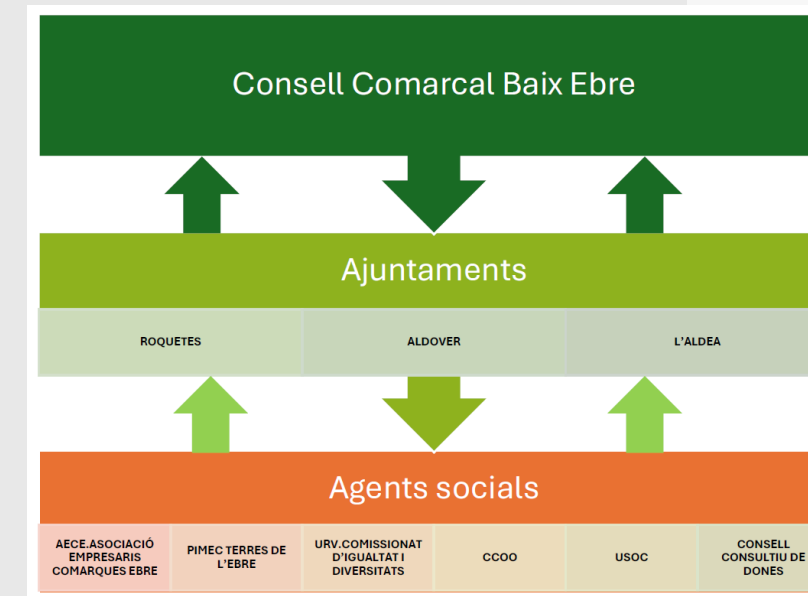 Consell Comarcal Baix Ebre
Ajuntaments
ROQUETES
ALDOVER
L'ALDEA
Agents socials
AECE.ASOCIACIÓ
EMPRESARIS
COMARQUES EBRE
PIMEC TERRES DE
L'EBRE
URV.COMISSIONAT
D'IGUALTAT I
DIVERSITATS
CCOO
USOC
CONSELL
CONSULTIU DE
DONES